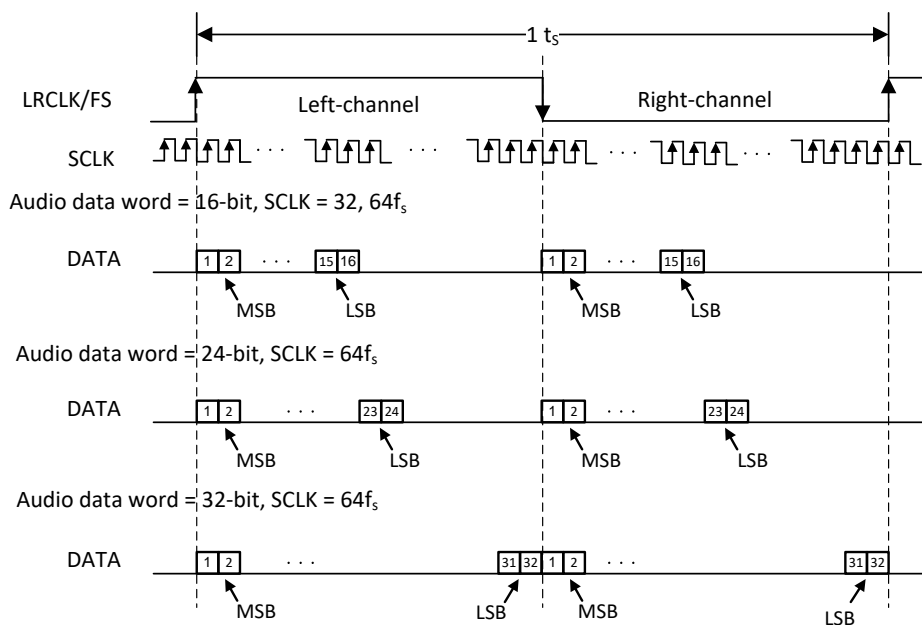 1 tₛ
LRCLK/FS Left-channel Right-channel
SCLK . . . . . . . . . . . .
Audio data word = 16-bit, SCLK = 32, 64fₛ
DATA 1 2 . . . 15 16 1 2 . . . 15 16
MSB LSB MSB LSB
Audio data word = 24-bit, SCLK = 64fₛ
DATA 1 2 . . . 23 24 1 2 . . . 23 24
MSB LSB MSB LSB
Audio data word = 32-bit, SCLK = 64fₛ
DATA 1 2 . . . 31 32 1 2 . . . 31 32
MSB LSB MSB LSB